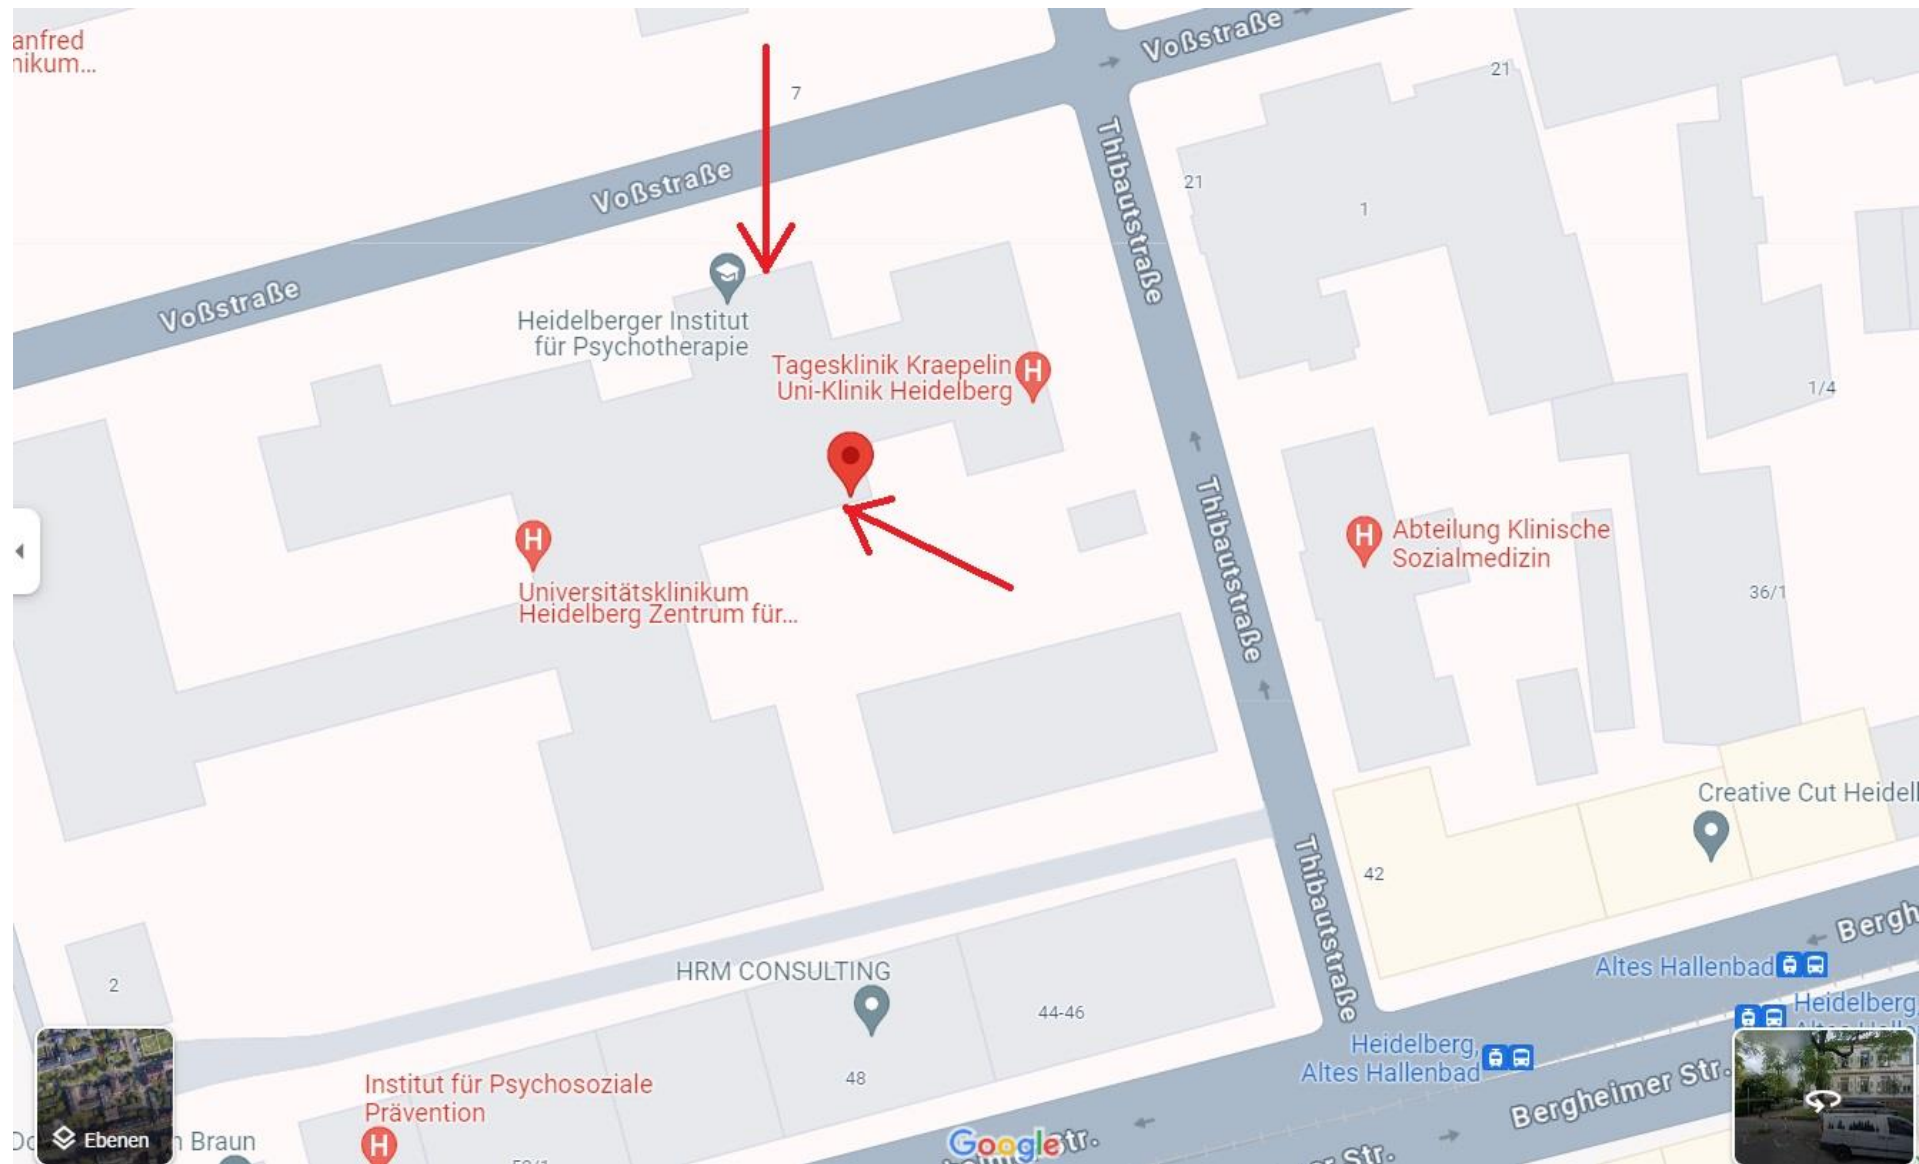 anfred
nikum...
7
Voßstraße
21
Voßstraße
Thibautstraße
21
1
Voßstraße
Heidelberger Institut
für Psychotherapie
Tagesklinik Kraepelin
Uni-Klinik Heidelberg
H
1/4
Thibautstraße
H
Universitätsklinikum
Heidelberg Zentrum für...
H
Abteilung Klinische
Sozialmedizin
36/1
Creative Cut Heidell
42
Thibautstraße
Bergh
Altes Hallenbad
2
HRM CONSULTING
44-46
Heidelberg,
Heidelberg,
Altes Hallenbad
48
Institut für Psychosoziale
Prävention
H
Bergheimer Str.
Ebenen
Braun
Google
str.
Str.